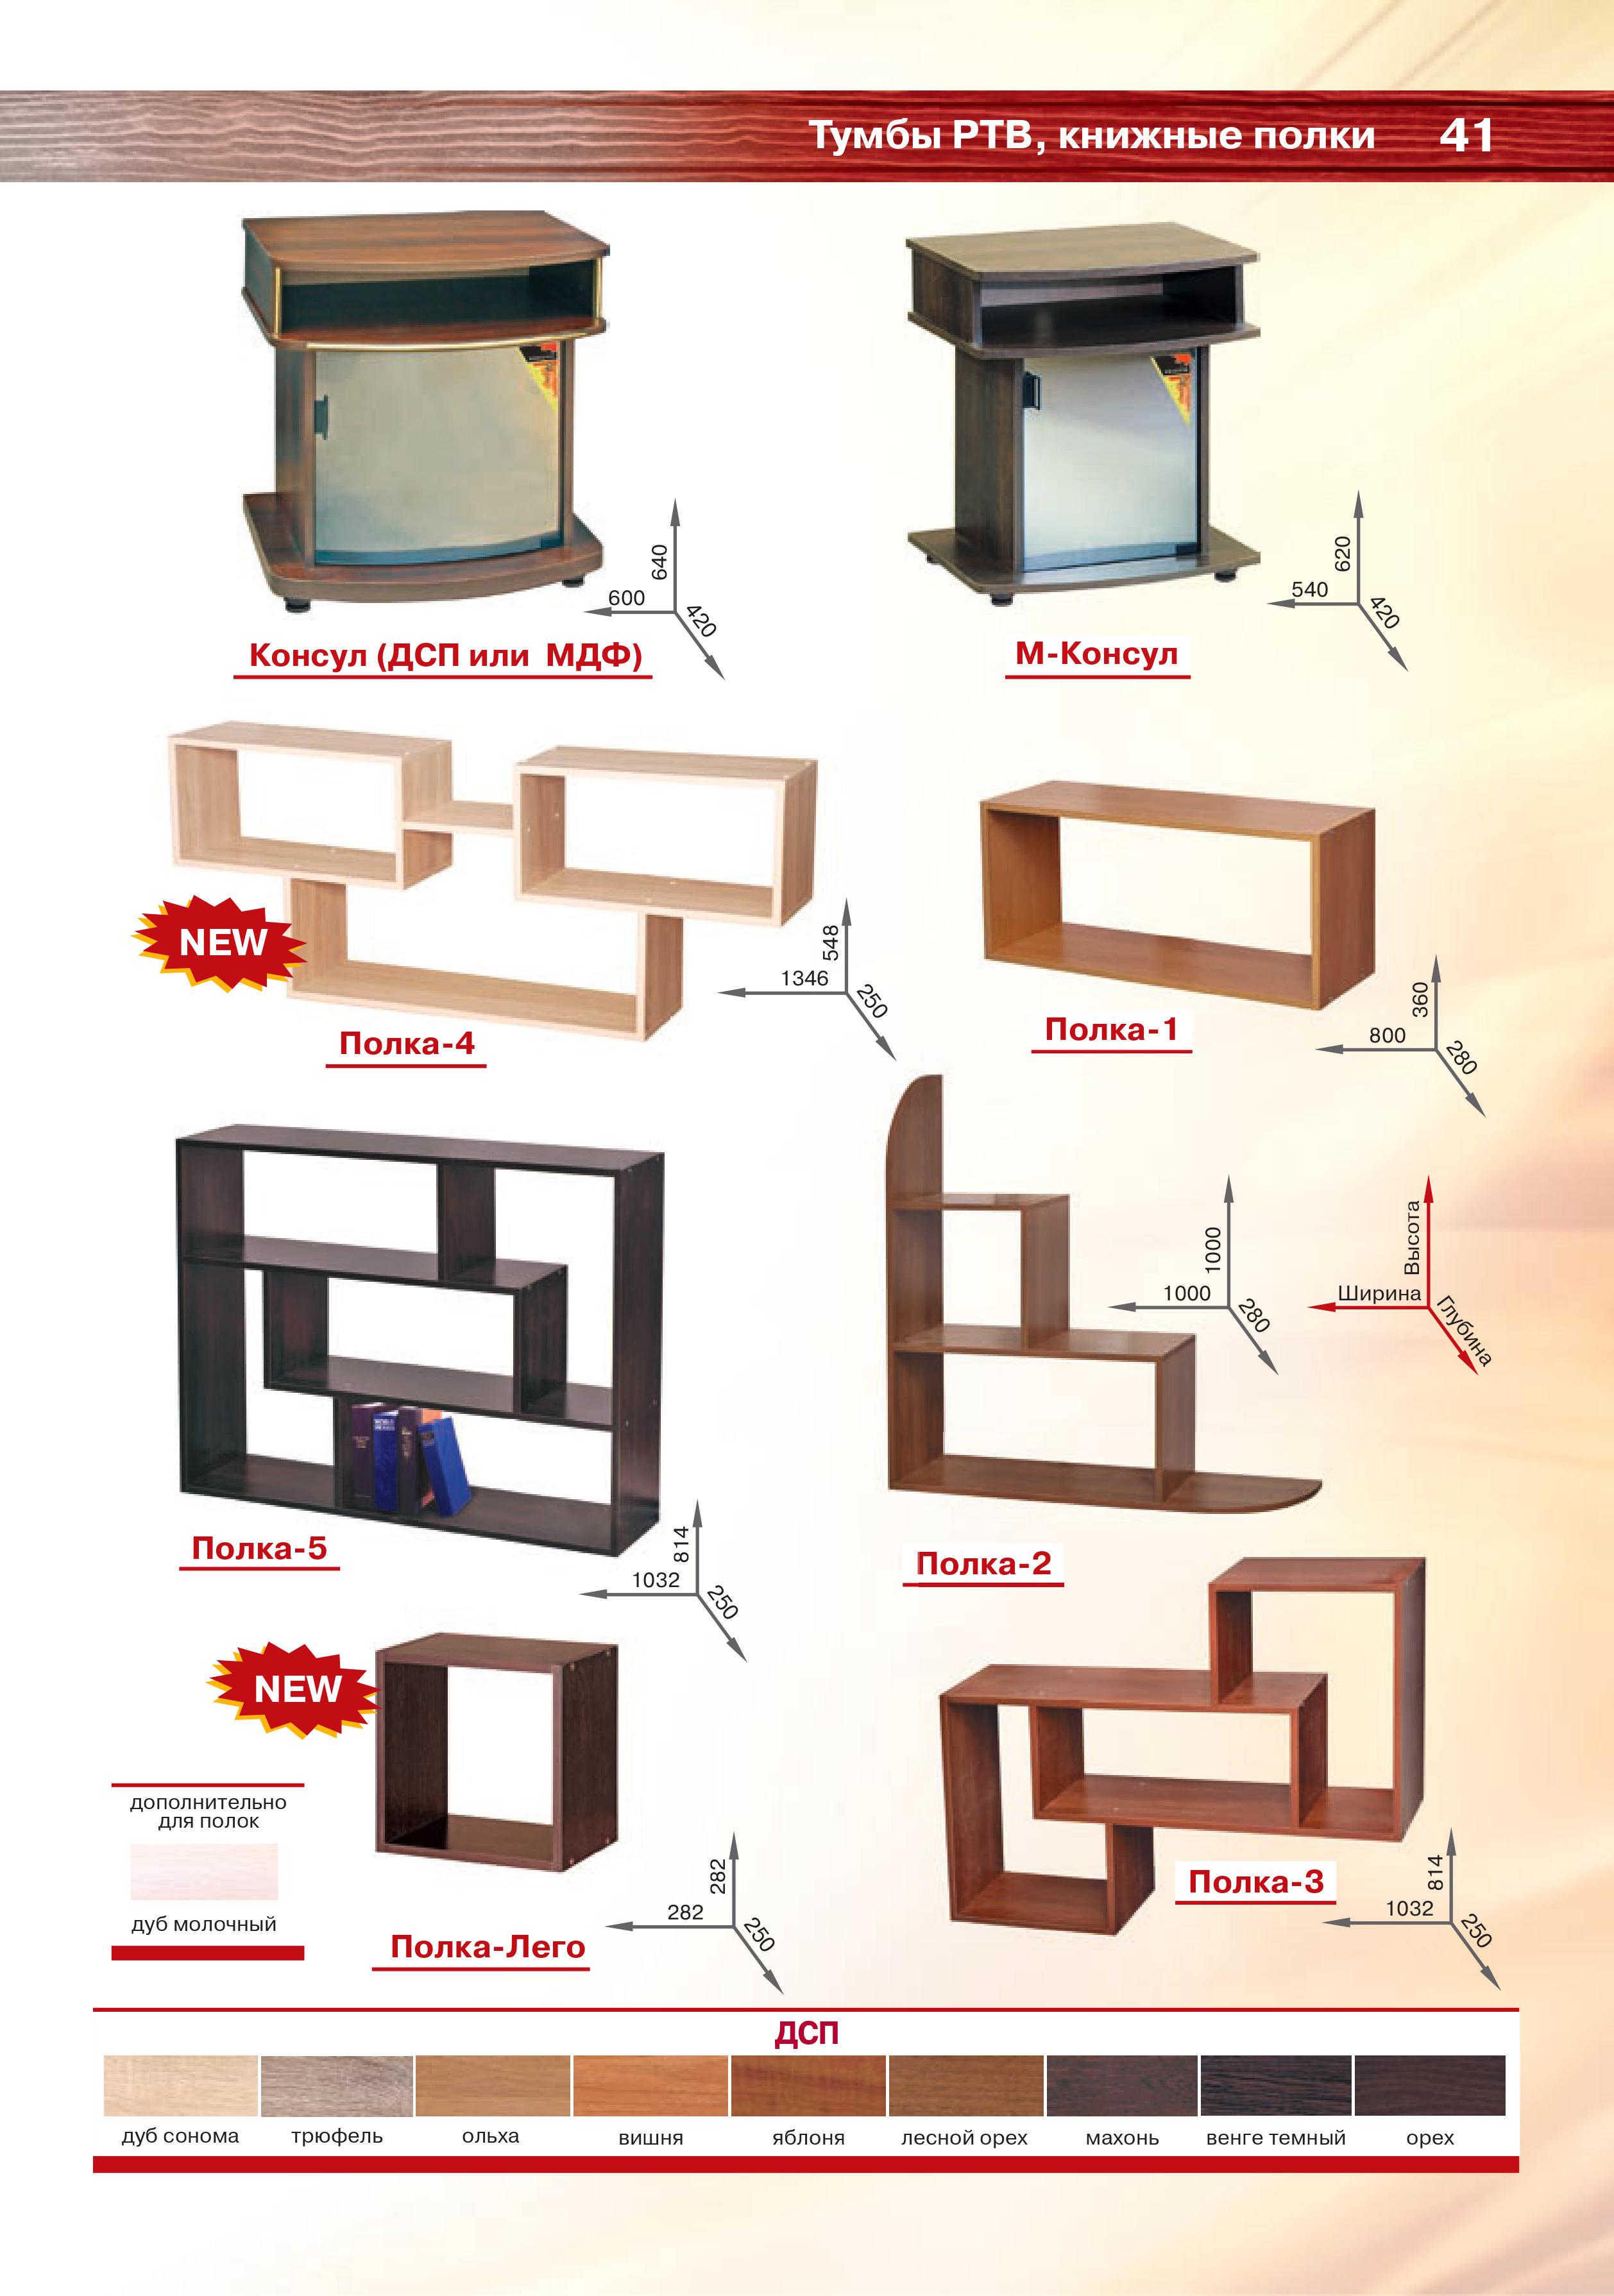 Тумбы РТВ, книжные полки 41
640
600
420
Консул (ДСП или МДФ)
620
540
420
М-Консул
NEW
548
1346
250
Полка-4
360
800
280
Полка-1
814
1032
250
Полка-5
1000
1000
280
Полка-2
Высота
Ширина
Глубина
NEW
282
282
250
Полка-Лего
814
1032
250
Полка-3
дополнительно
для полок
дуб молочный
ДСП
дуб сонома трюфель ольха вишня яблоня лесной орех махонь венге темный орех